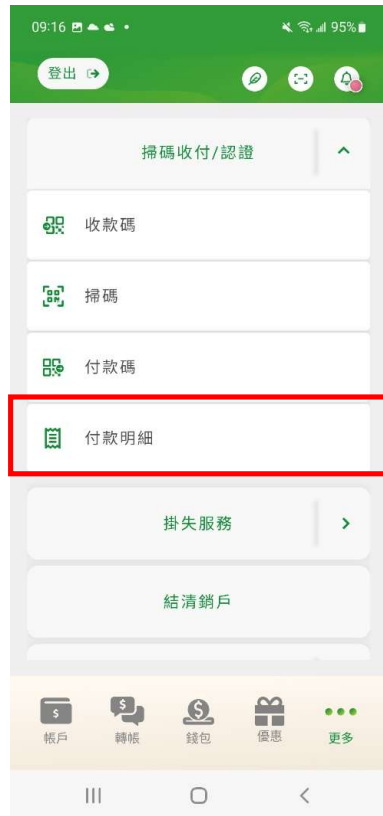 09:16
95%
登出
掃碼收付/認證
收款碼
掃碼
付款碼
付款明細
掛失服務
結清銷戶
帳戶
轉帳
錢包
優惠
更多